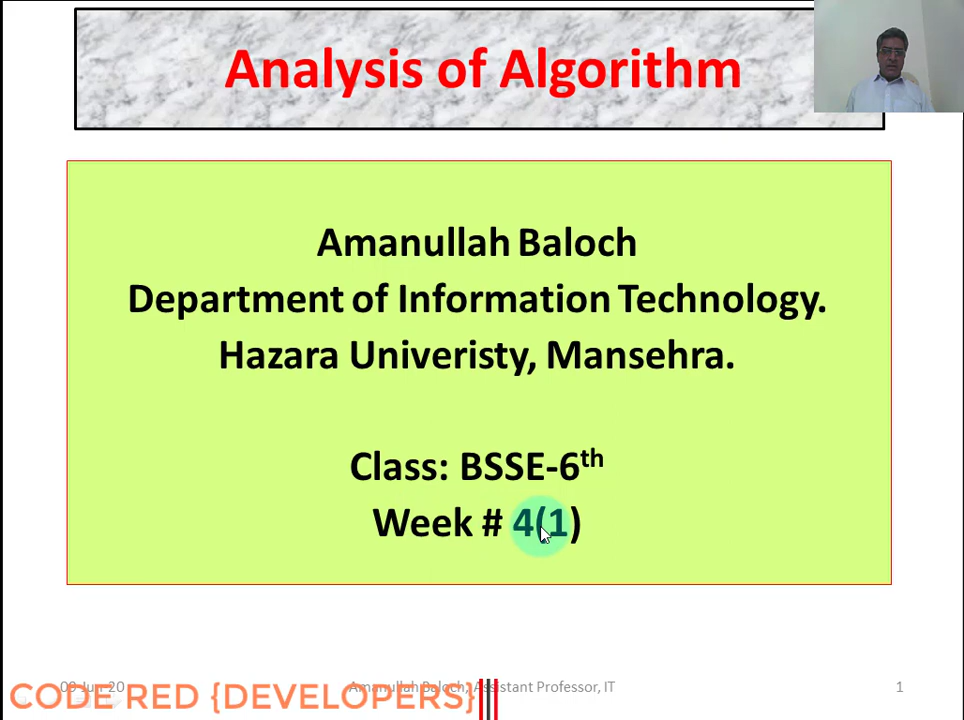 Analysis of Algorithm
Amanullah Baloch
Department of Information Technology.
Hazara Univeristy, Mansehra.
Class: BSSE-6th
Week # 4(1)
09-Jun-20
Amanullah Baloch, Assistant Professor, IT
1
CODE RED {DEVELOPERS}